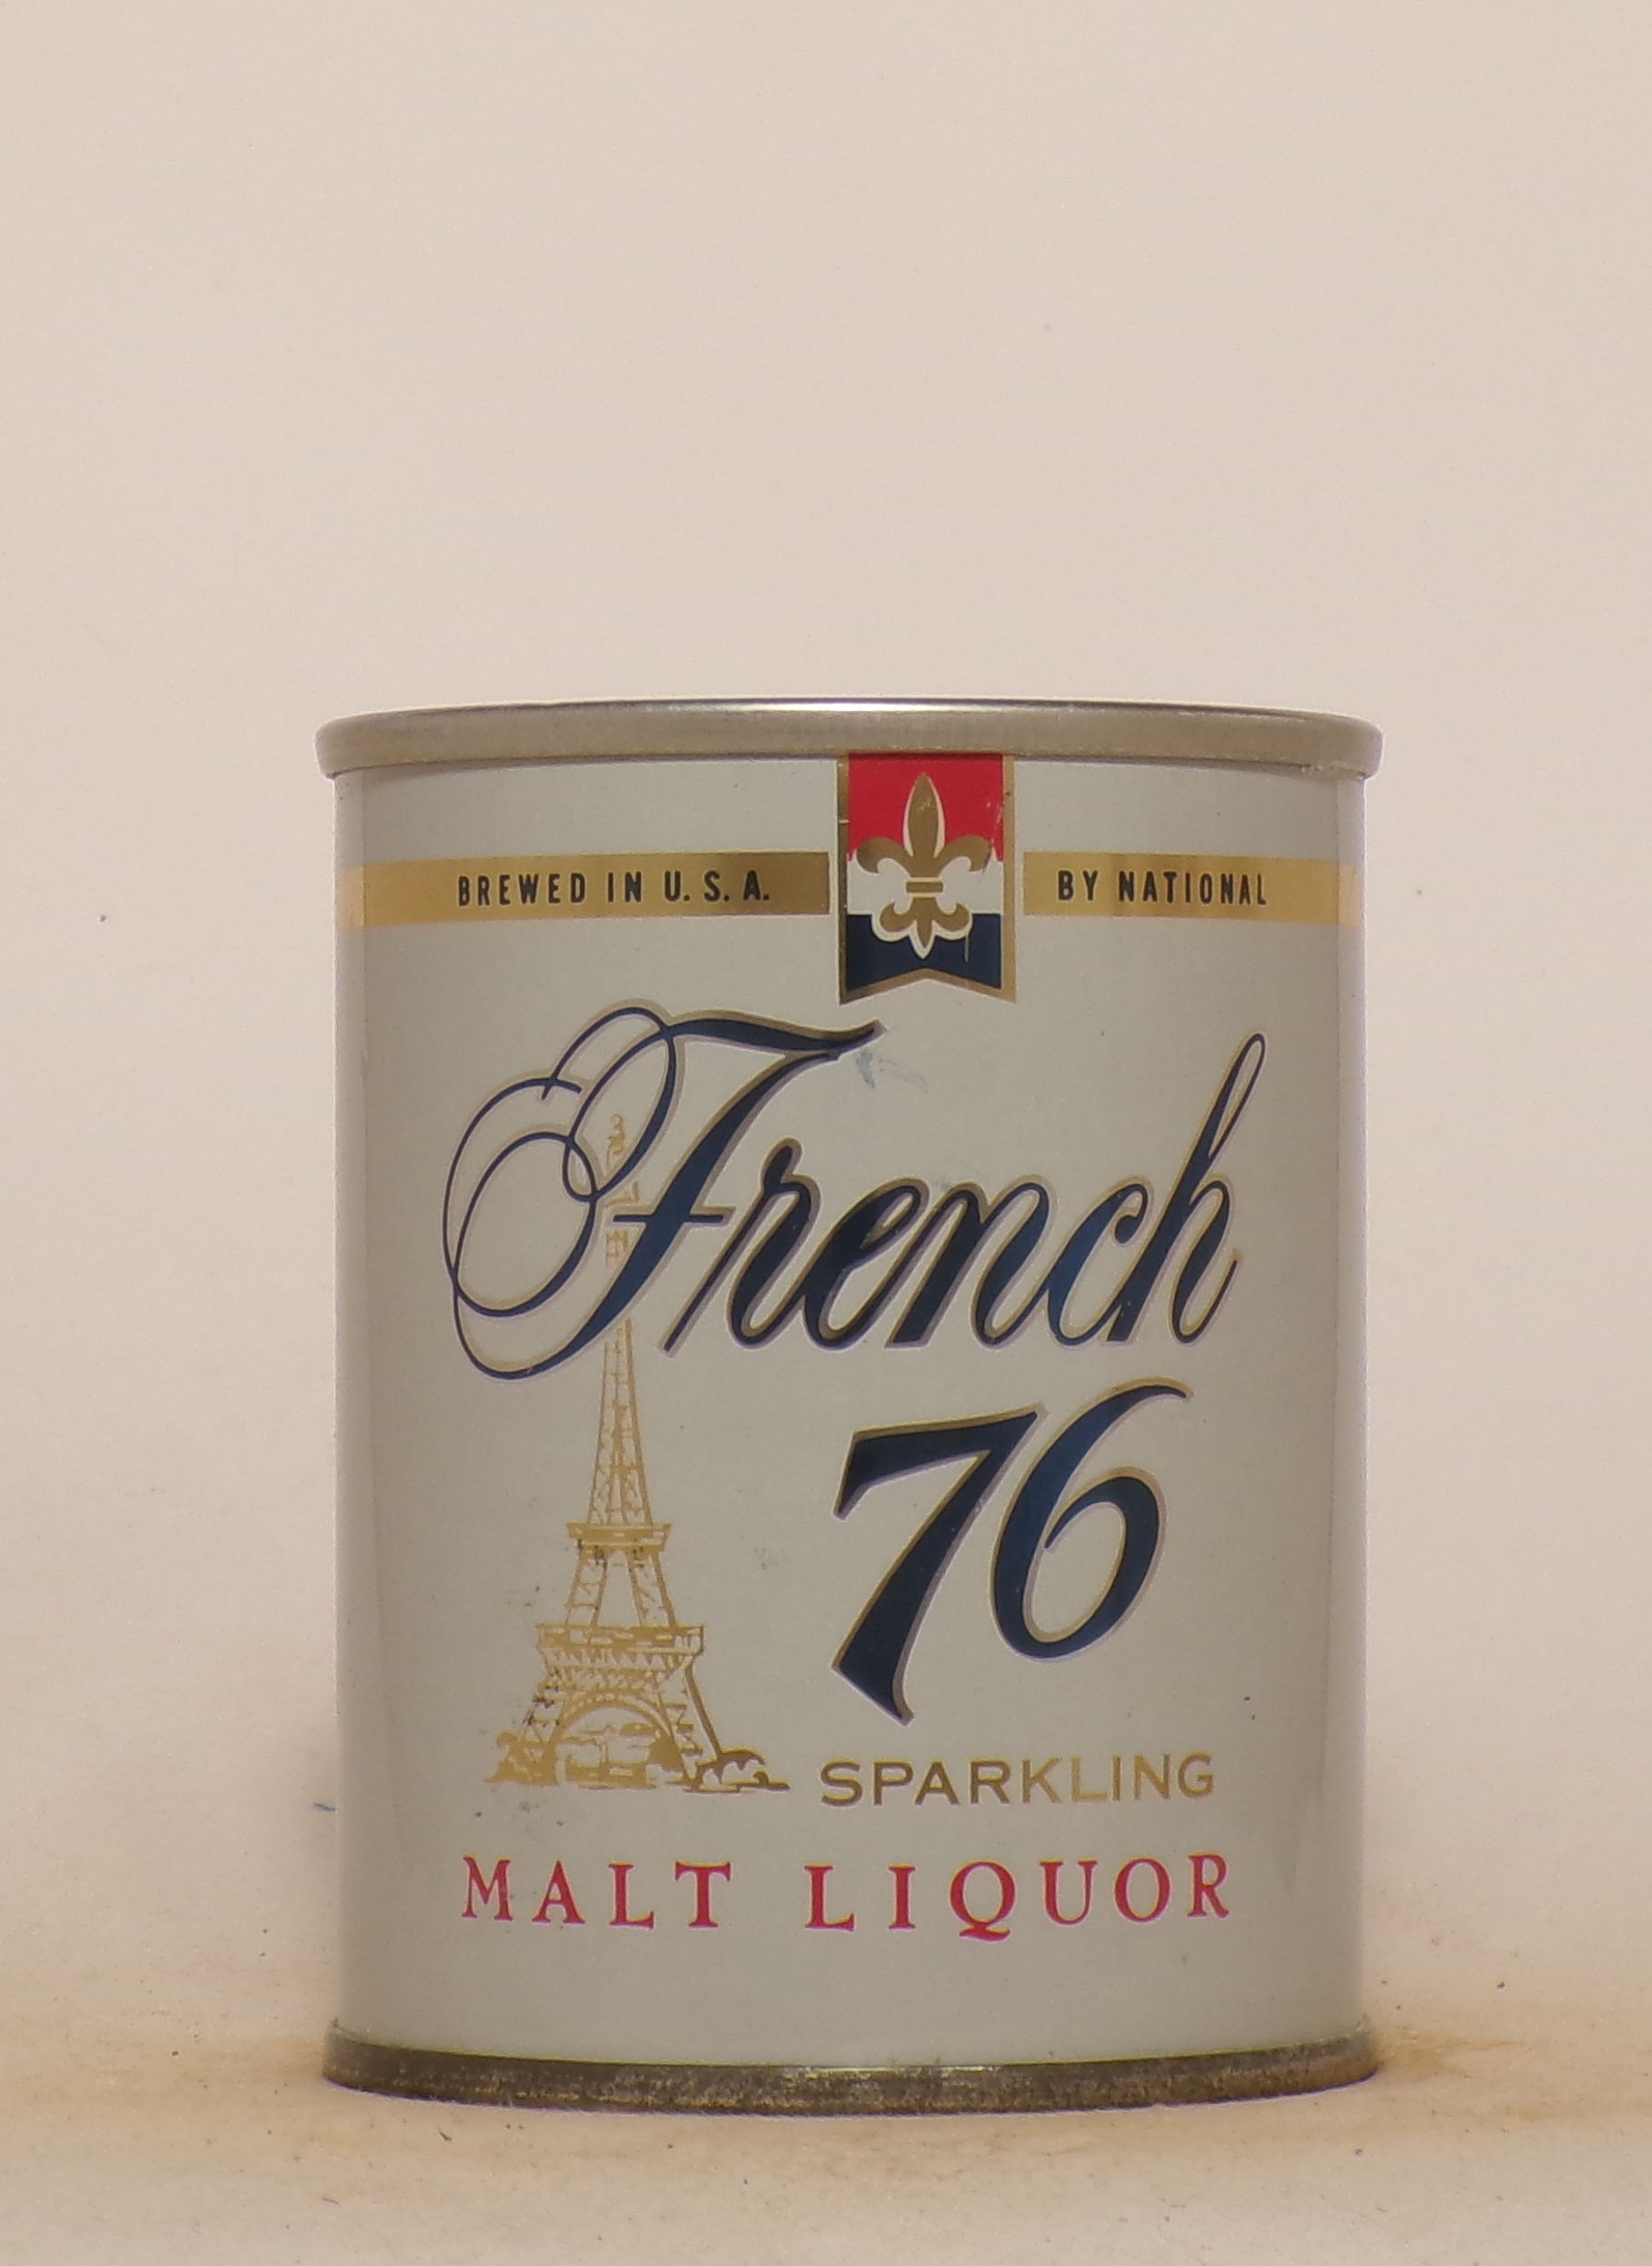 BREWED IN U.S.A. BY NATIONAL
French
76
SPARKLING
MALT LIQUOR